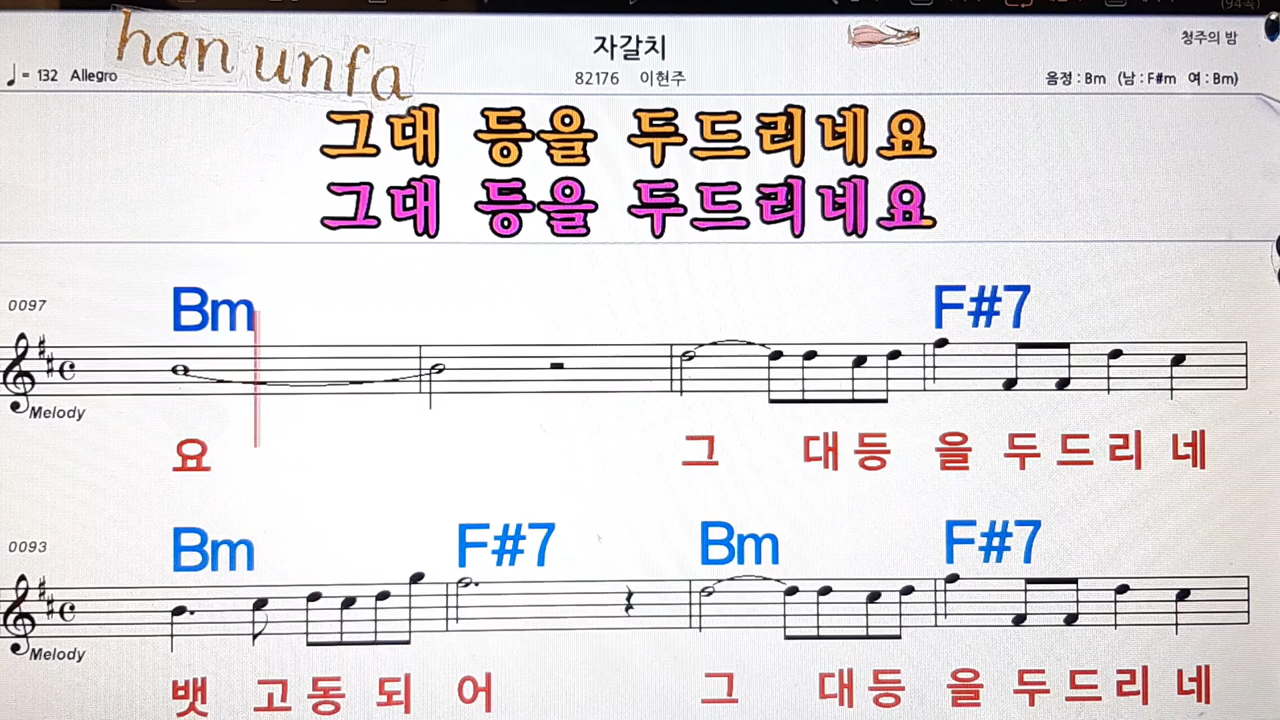 han unfa
자갈치
청주의 밤
♩= 132 Allegro
82176 이현주
음정 : Bm (남 : F#m 여 : Bm)
그대 등을 두드리네요
그대 등을 두드리네요
0097
Bm F#7
Melody
요 그 대 등 을 두 드 리 네
0093
Bm F#7 Bm F#7
Melody
뱃 고 동 되 어 그 대 등 을 두 드 리 네